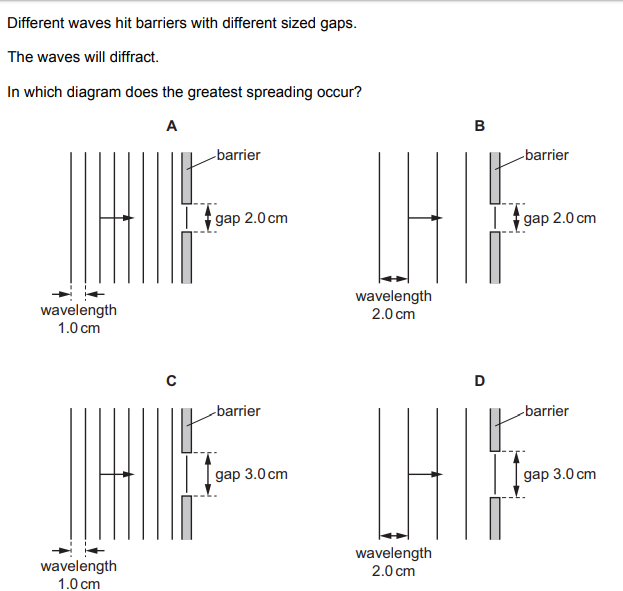 Different waves hit barriers with different sized gaps.
The waves will diffract.
In which diagram does the greatest spreading occur?
A
barrier
gap 2.0 cm
wavelength
1.0 cm
B
barrier
gap 2.0 cm
wavelength
2.0 cm
C
barrier
gap 3.0 cm
wavelength
1.0 cm
D
barrier
gap 3.0 cm
wavelength
2.0 cm